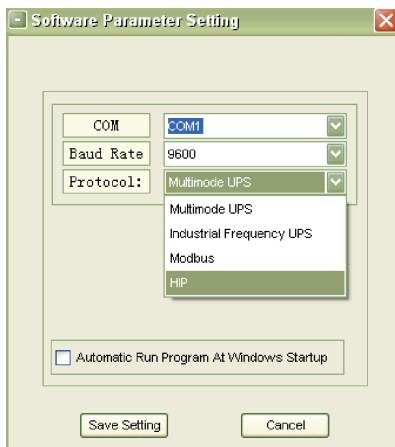 Software Parameter Setting
COM COM1
Baud Rate 9600
Protocol: Multimode UPS
Multimode UPS
Industrial Frequency UPS
Modbus
HIP
Automatic Run Program At Windows Startup
Save Setting Cancel